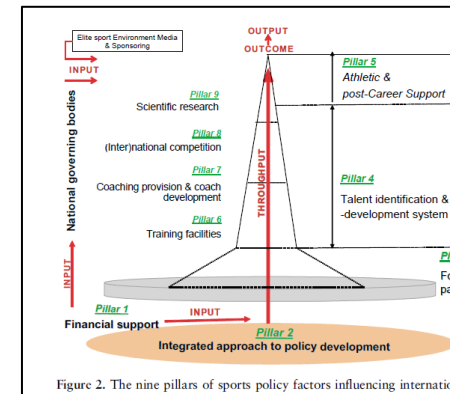 Elite sport Environment Media
& Sponsoring
INPUT
National governing bodies
INPUT
OUTPUT
OUTCOME
THROUGHPUT
Pillar 5
Athletic &
post-Career Support
Pillar 9
Scientific research
Pillar 8
(Inter)national competition
Pillar 7
Coaching provision & coach
development
Pillar 6
Training facilities
Pillar 4
Talent identification &
-development system
Pillar 1
Financial support
INPUT
Pillar 2
Integrated approach to policy development
Figure 2. The nine pillars of sports policy factors influencing